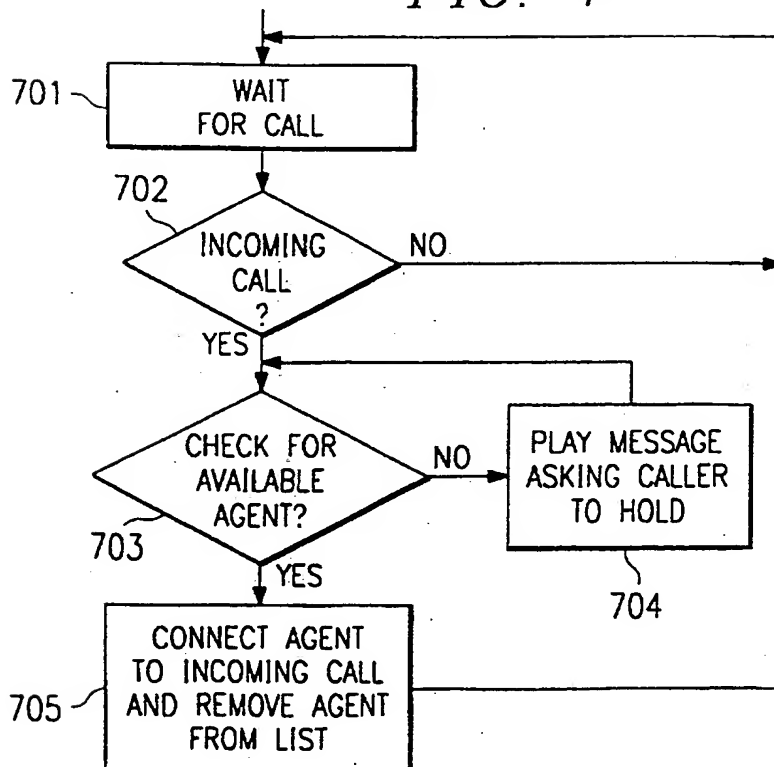 701
WAIT
FOR CALL
702
INCOMING
CALL
?
NO
YES
CHECK FOR
AVAILABLE
AGENT?
NO
703
YES
PLAY MESSAGE
ASKING CALLER
TO HOLD
704
705
CONNECT AGENT
TO INCOMING CALL
AND REMOVE AGENT
FROM LIST